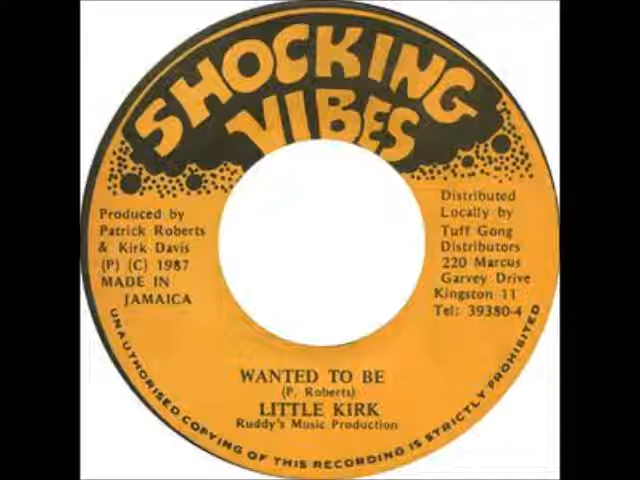 SHOCKING
VIBES
Produced by
Patrick Roberts
& Kirk Davis
(P) (C) 1987
MADE IN
JAMAICA
Distributed
Locally by
Tuff Gong
Distributors
220 Marcus
Garvey Drive
Kingston 11
Tel: 39380-4
WANTED TO BE
(P. Roberts)
LITTLE KIRK
Ruddy's Music Production
UNAUTHORISED COPYING OF THIS RECORDING IS STRICTLY PROHIBITED